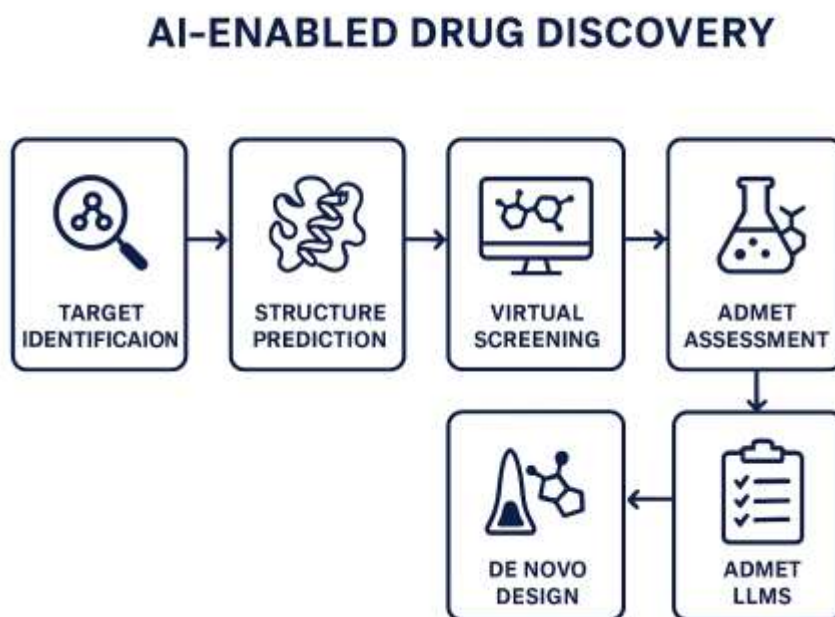 AI-ENABLED DRUG DISCOVERY
TARGET
IDENTIFICAION
STRUCTURE
PREDICTION
VIRTUAL
SCREENING
ADMET
ASSESSMENT
DE NOVO
DESIGN
ADMET
LLMS